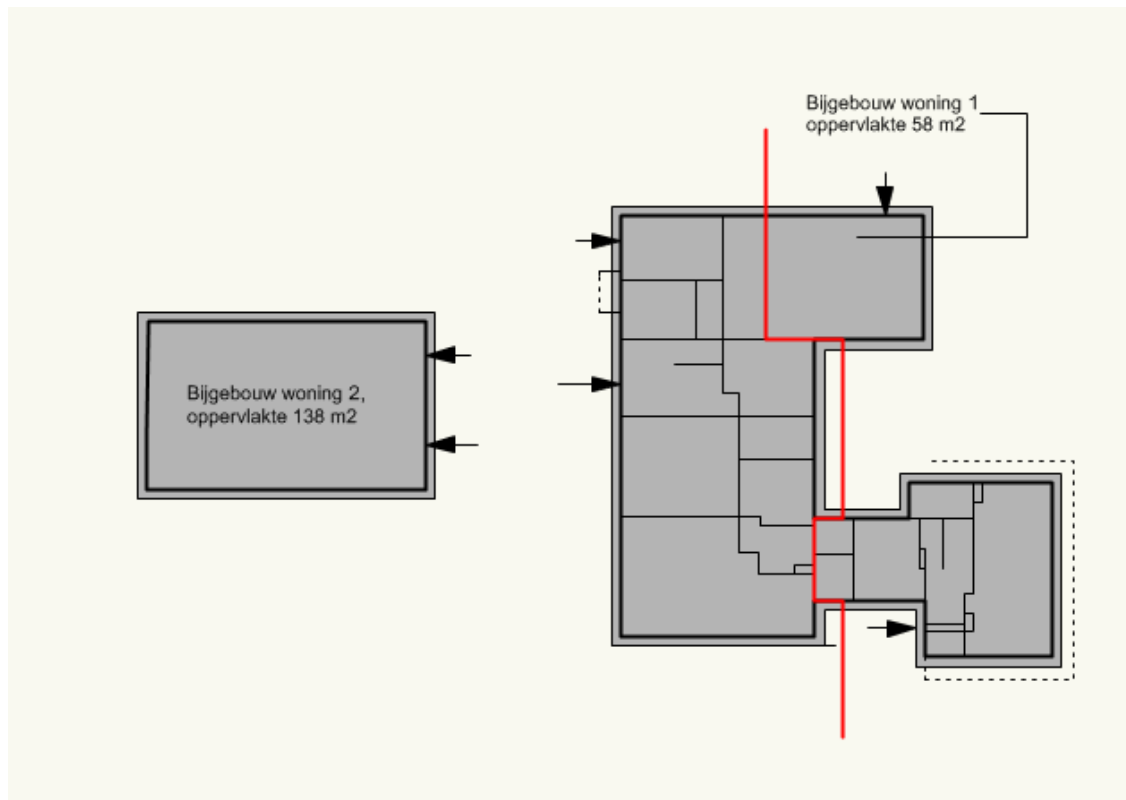 Bijgebouw woning 1
oppervlakte 58 m2
Bijgebouw woning 2,
oppervlakte 138 m2